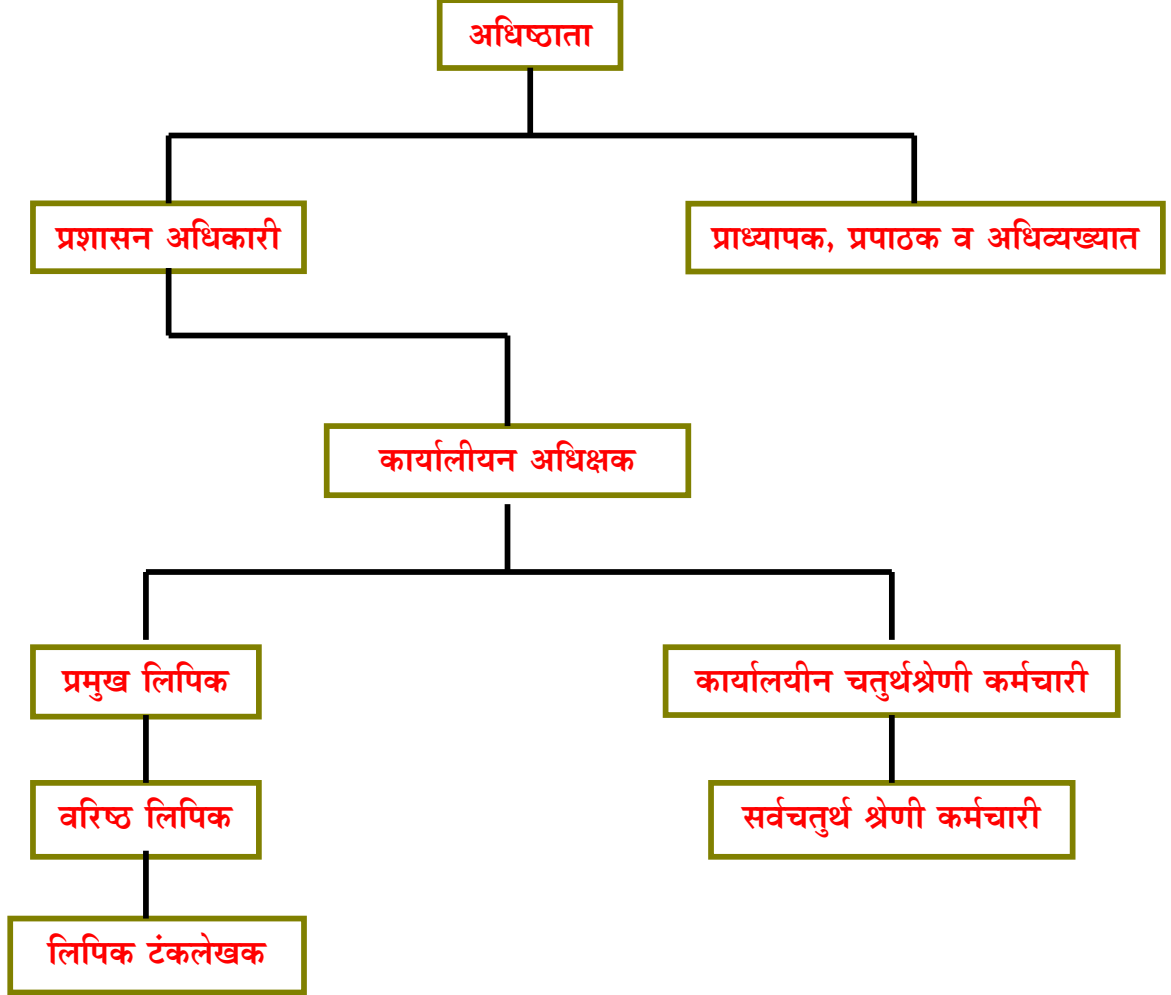 अधिष्ठाता
प्रशासन अधिकारी
प्राध्यापक, प्रपाठक व अधिव्यख्यात
कार्यालीयन अधिक्षक
प्रमुख लिपिक
कार्यालयीन चतुर्थश्रेणी कर्मचारी
वरिष्ठ लिपिक
सर्वचतुर्थ श्रेणी कर्मचारी
लिपिक टंकलेखक